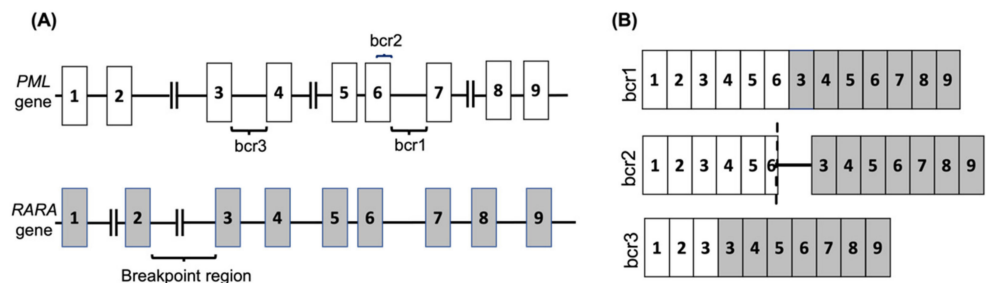 (A)
bcr2
PML
gene
1 2 3 4 5 6 7 8 9
bcr3 bcr1
RARA
gene
1 2 3 4 5 6 7 8 9
Breakpoint region
(B)
bcr1
1 2 3 4 5 6 3 4 5 6 7 8 9
bcr2
1 2 3 4 5 6 3 4 5 6 7 8 9
bcr3
1 2 3 3 4 5 6 7 8 9